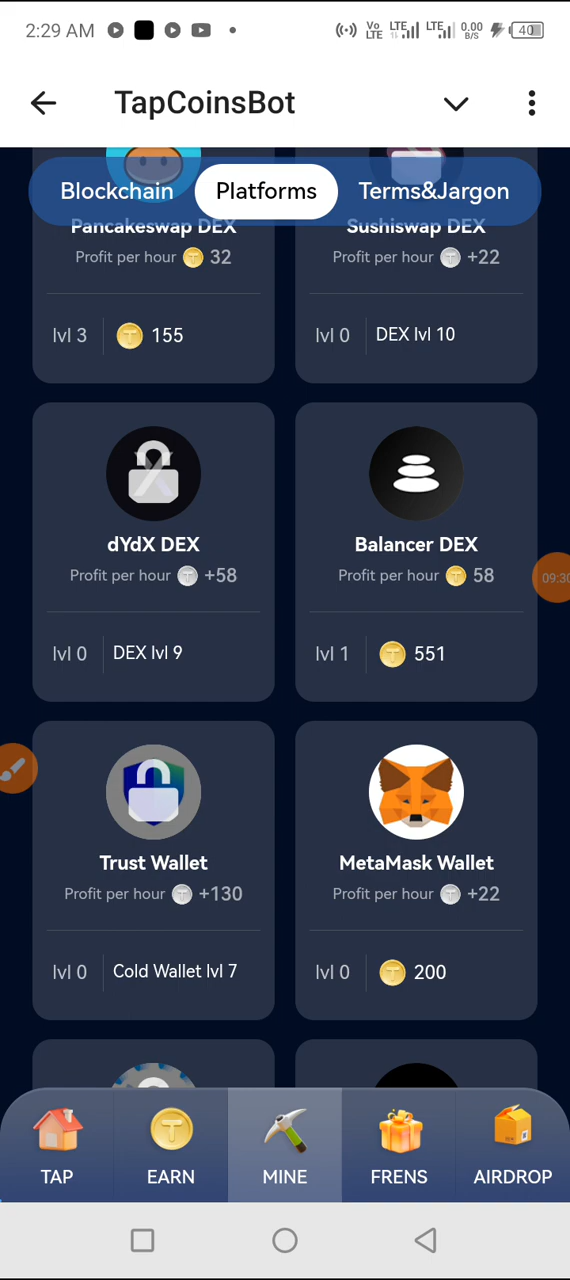 2:29 AM
Vo LTE LTE LTE 0.00 B/S 40
TapCoinsBot
Blockchain Platforms Terms&Jargon
Pancakeswap DEX
Profit per hour 32
lvl 3 155
Sushiswap DEX
Profit per hour +22
lvl 0 DEX lvl 10
dYdX DEX
Profit per hour +58
lvl 0 DEX lvl 9
Balancer DEX
Profit per hour 58
lvl 1 551
09:30
Trust Wallet
Profit per hour +130
lvl 0 Cold Wallet lvl 7
MetaMask Wallet
Profit per hour +22
lvl 0 200
TAP EARN MINE FRENS AIRDROP